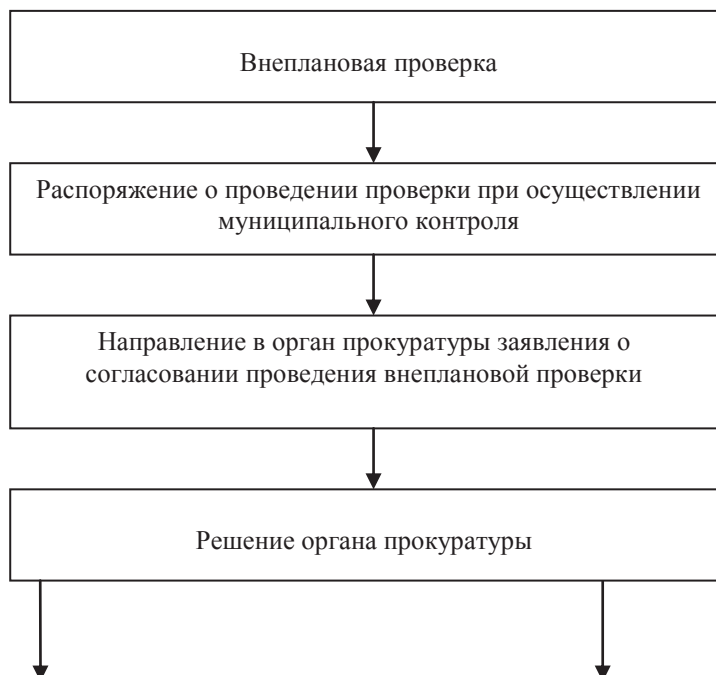 Внеплановая проверка
Распоряжение о проведении проверки при осуществлении
муниципального контроля
Направление в орган прокуратуры заявления о
согласовании проведения внеплановой проверки
Решение органа прокуратуры